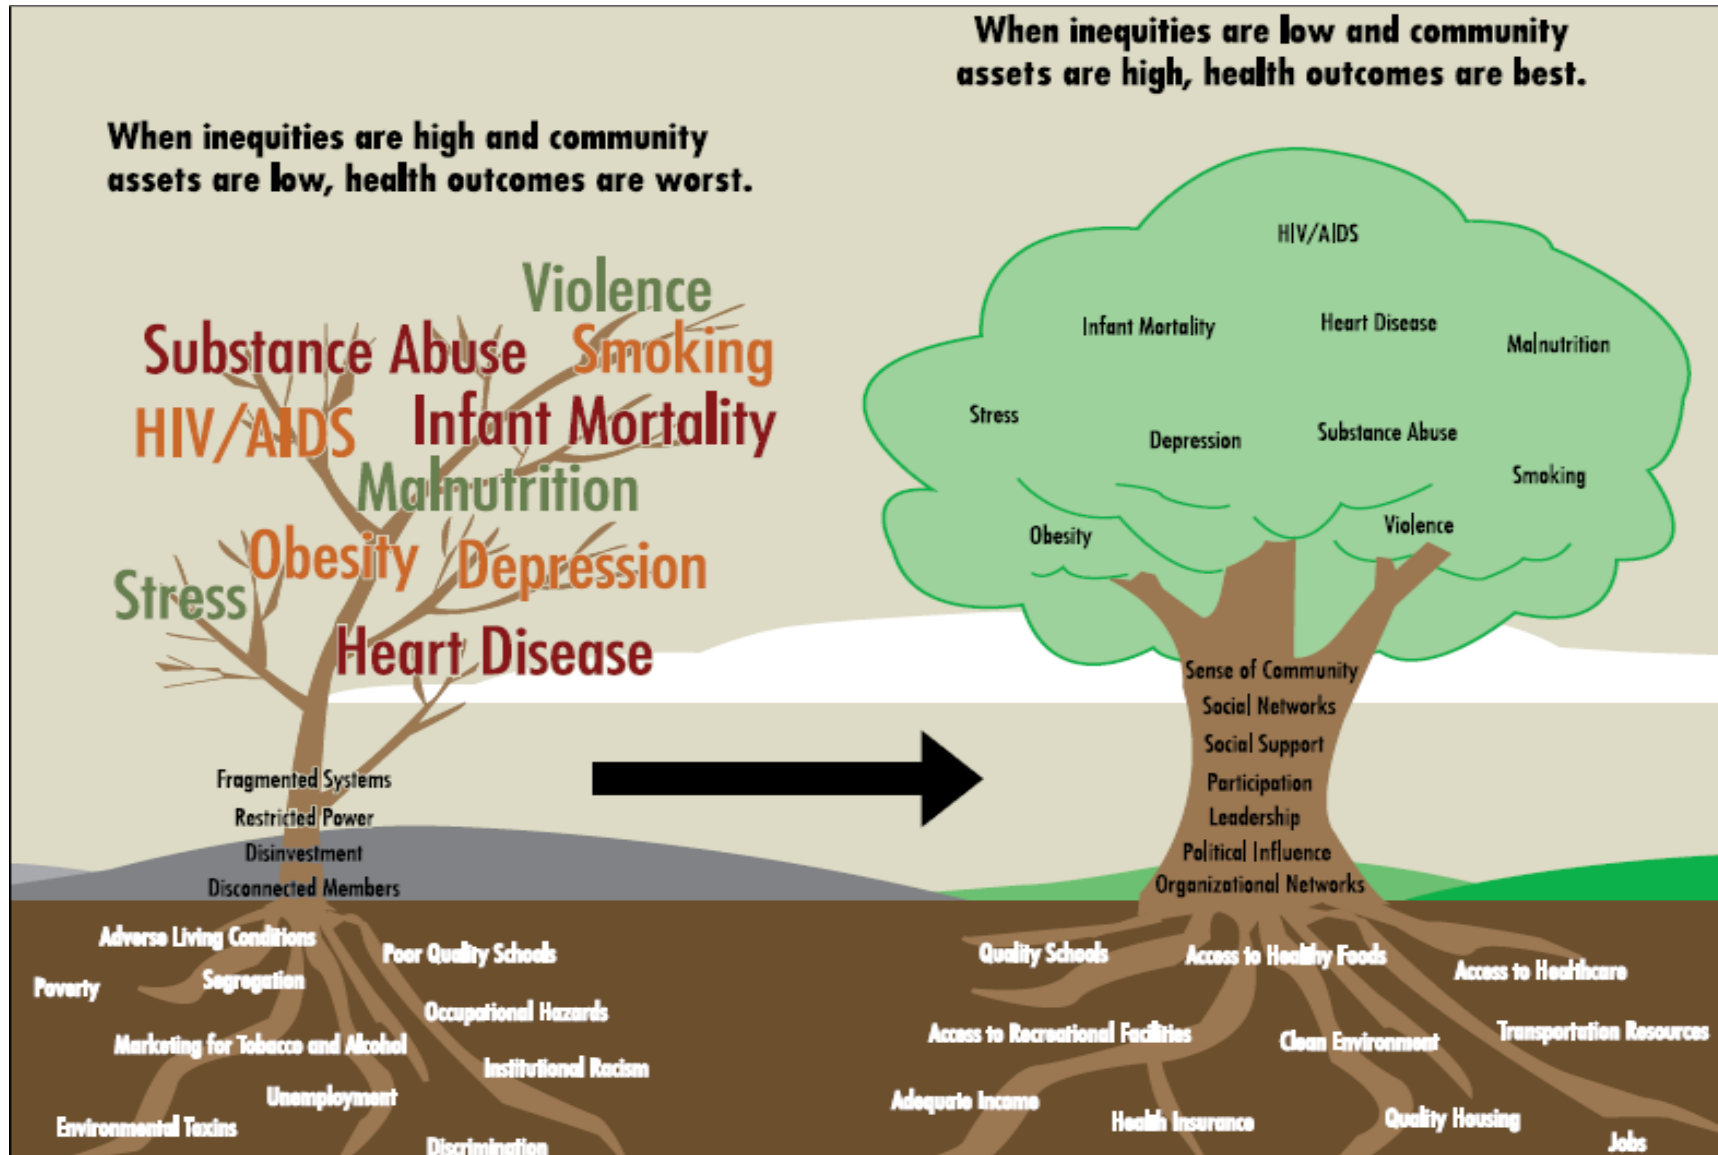 When inequities are high and community
assets are low, health outcomes are worst.
Violence
Substance Abuse
Smoking
HIV/AIDS
Infant Mortality
Malnutrition
Obesity
Depression
Stress
Heart Disease
Fragmented Systems
Restricted Power
Disinvestment
Disconnected Members
Adverse Living Conditions
Poor Quality Schools
Poverty
Segregation
Occupational Hazards
Marketing for Tobacco and Alcohol
Institutional Racism
Unemployment
Environmental Toxins
Discrimination
When inequities are low and community
assets are high, health outcomes are best.
HIV/AIDS
Infant Mortality
Heart Disease
Malnutrition
Stress
Depression
Substance Abuse
Smoking
Obesity
Violence
Sense of Community
Social Networks
Social Support
Participation
Leadership
Political Influence
Organizational Networks
Quality Schools
Access to Healthy Foods
Access to Healthcare
Access to Recreational Facilities
Clean Environment
Transportation Resources
Adequate Income
Health Insurance
Quality Housing
Jobs